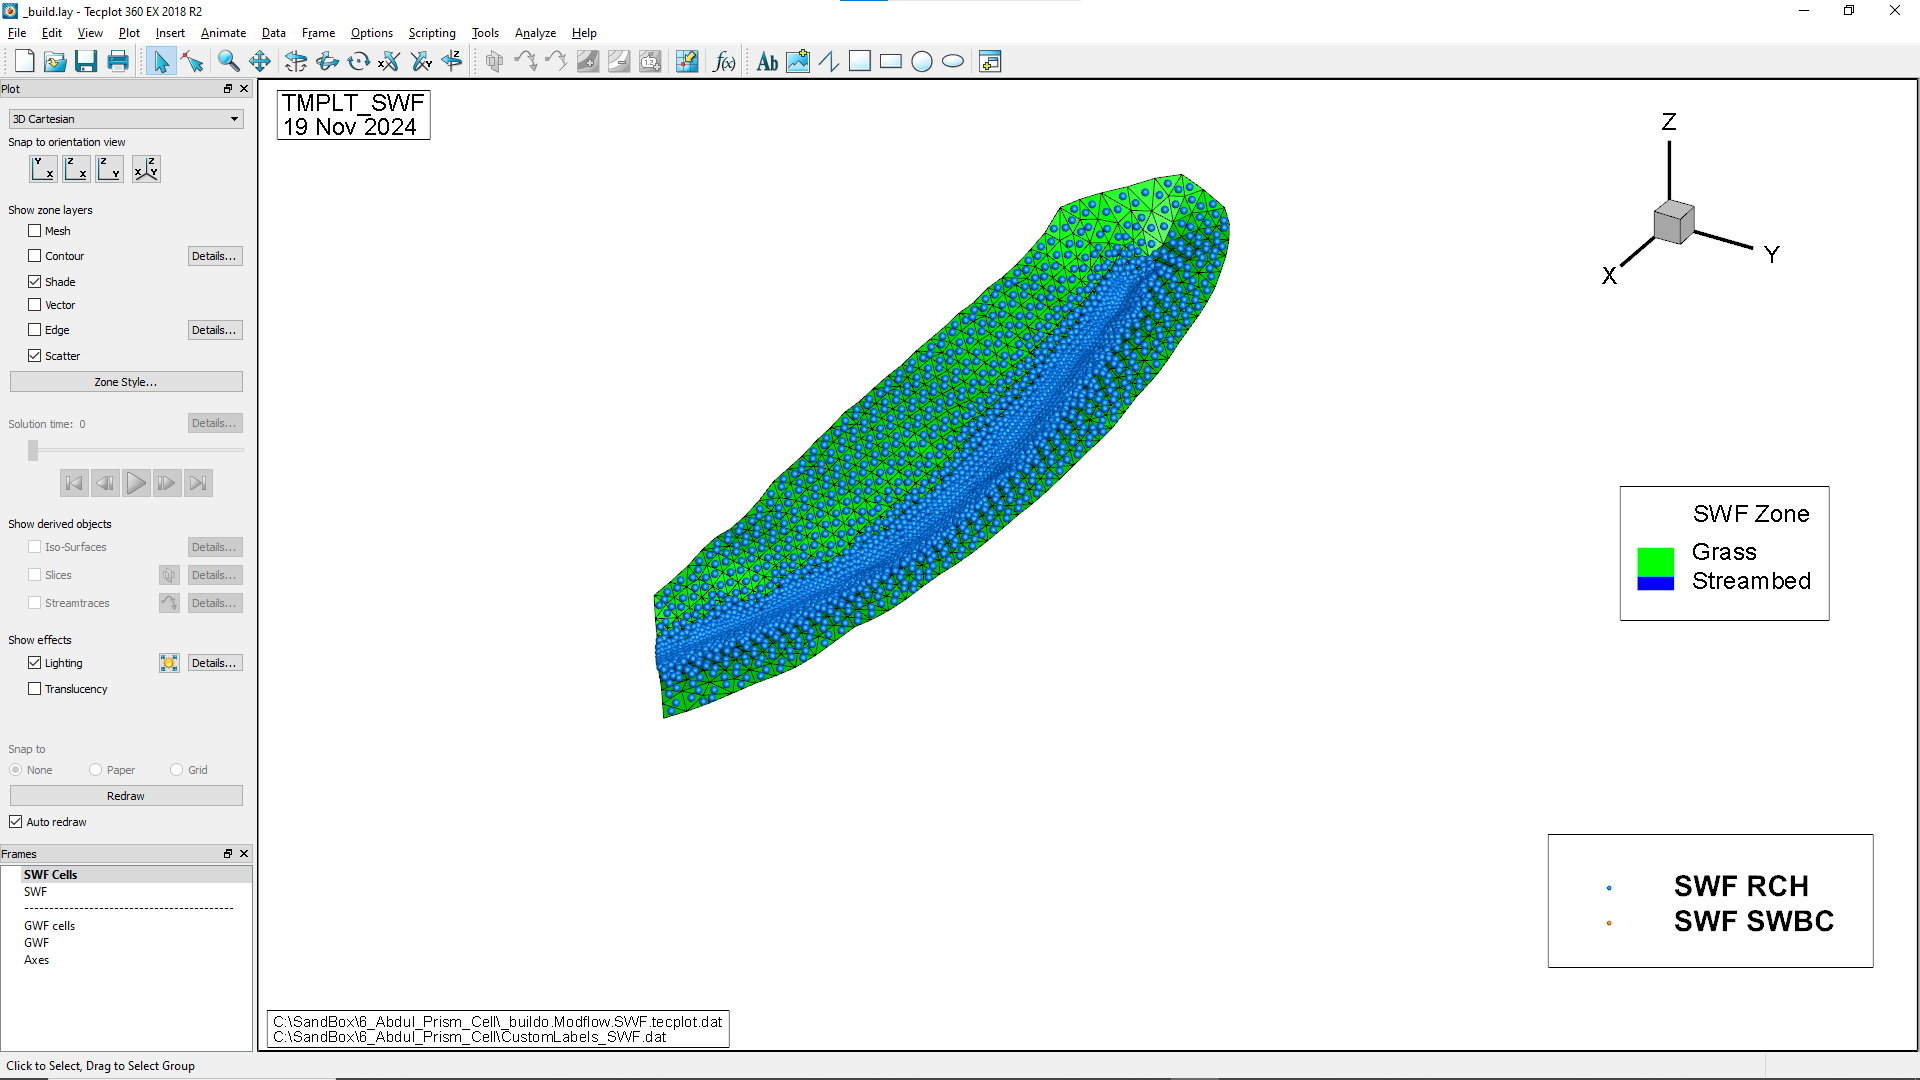 _build.lay - Tecplot 360 EX 2018 R2
File Edit View Plot Insert Animate Data Frame Options Scripting Tools Analyze Help
Plot
3D Cartesian
Snap to orientation view
Y X Z X Z Y Z X Y
Show zone layers
Mesh
Contour Details...
Shade
Vector
Edge Details...
Scatter
Zone Style...
Solution time: 0 Details...
Show derived objects
Iso-Surfaces Details...
Slices Details...
Streamtraces Details...
Show effects
Lighting Details...
Translucency
Snap to
None Paper Grid
Redraw
Auto redraw
Frames
SWF Cells
SWF
------------------------------------------
GWF cells
GWF
Axes
TMPLT_SWF
19 Nov 2024
Z
Y
X
SWF Zone
Grass
Streambed
SWF RCH
SWF SWBC
C:\SandBox\6_Abdul_Prism_Cell\_buildo.Modflow.SWF.tecplot.dat
C:\SandBox\6_Abdul_Prism_Cell\CustomLabels_SWF.dat
Click to Select, Drag to Select Group